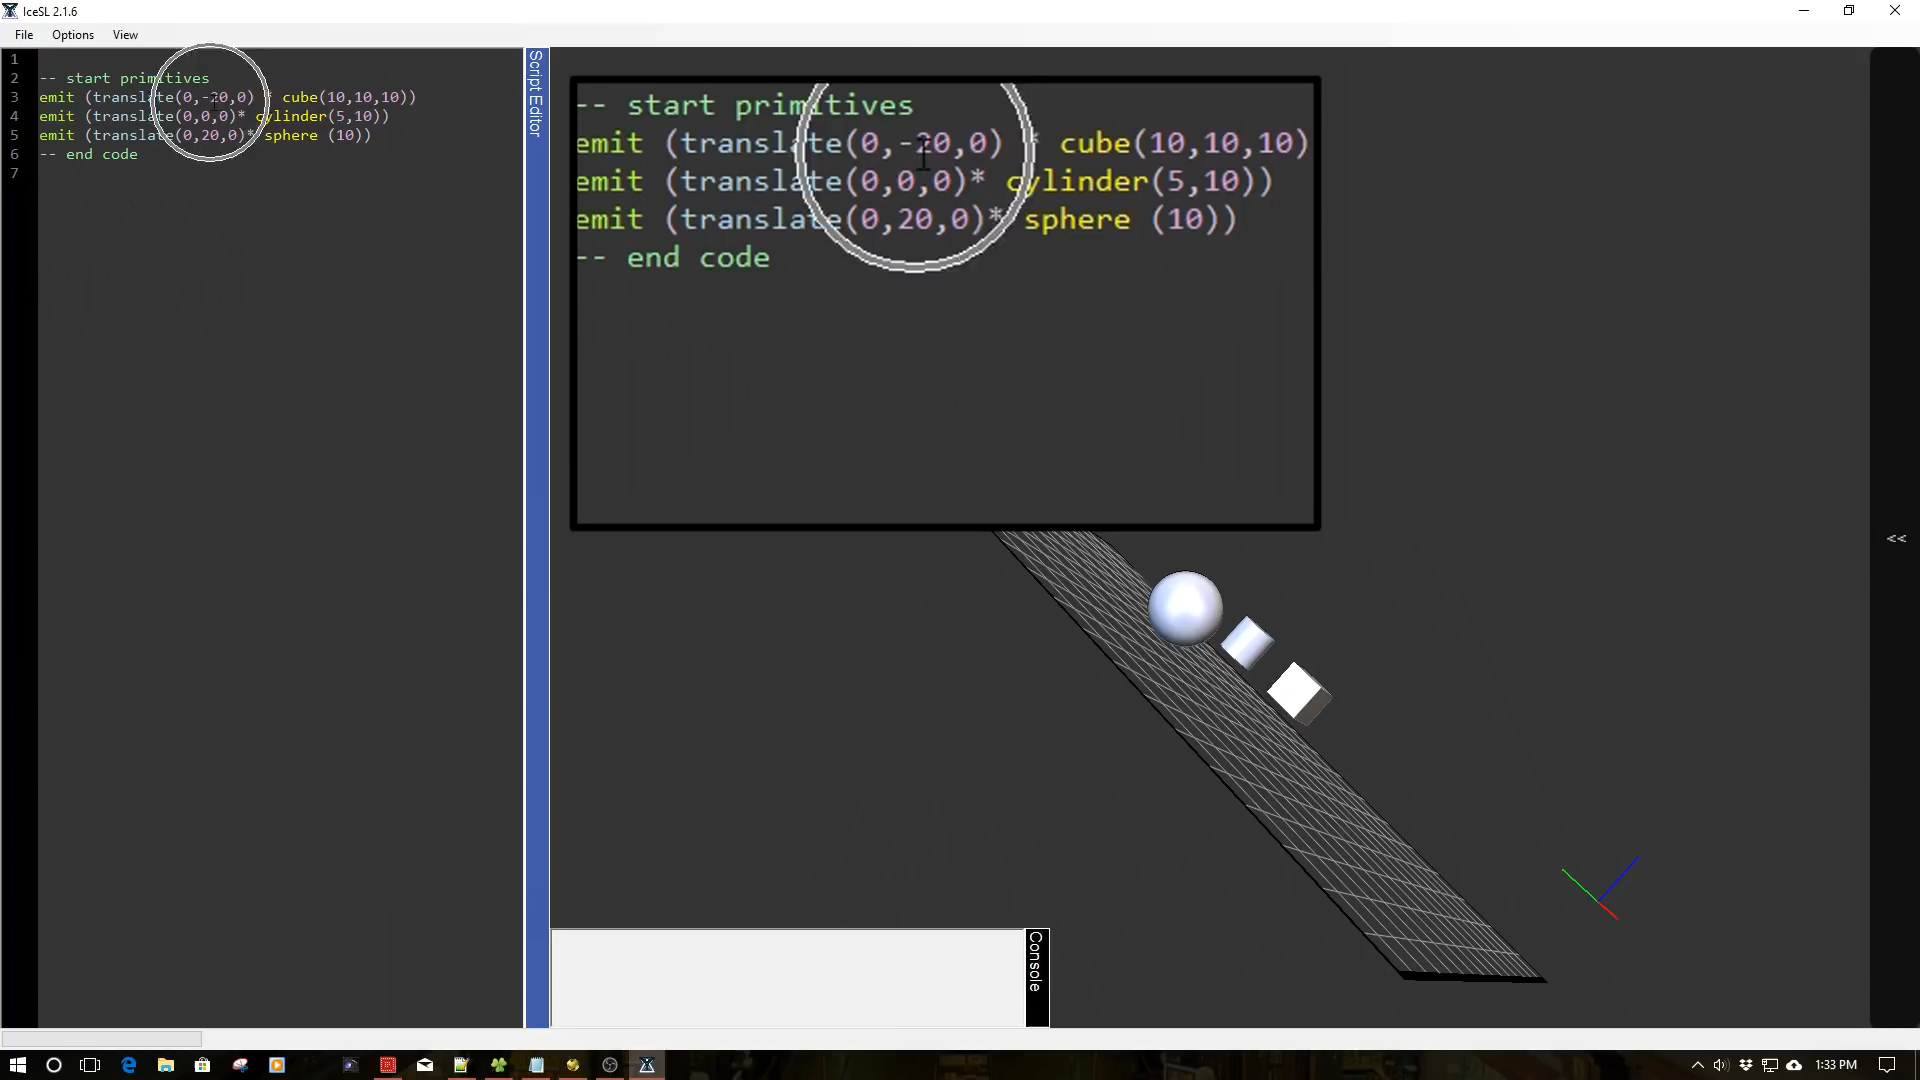 IceSL 2.1.6
File Options View
1
2 -- start primitives
3 emit (translate(0,-20,0) * cube(10,10,10))
4 emit (translate(0,0,0)* cylinder(5,10))
5 emit (translate(0,20,0)* sphere (10))
6 -- end code
7
Script Editor
-- start primitives
emit (translate(0,-20,0) * cube(10,10,10)
emit (translate(0,0,0)* cylinder(5,10))
emit (translate(0,20,0)* sphere (10))
-- end code
<<
Console
1:33 PM